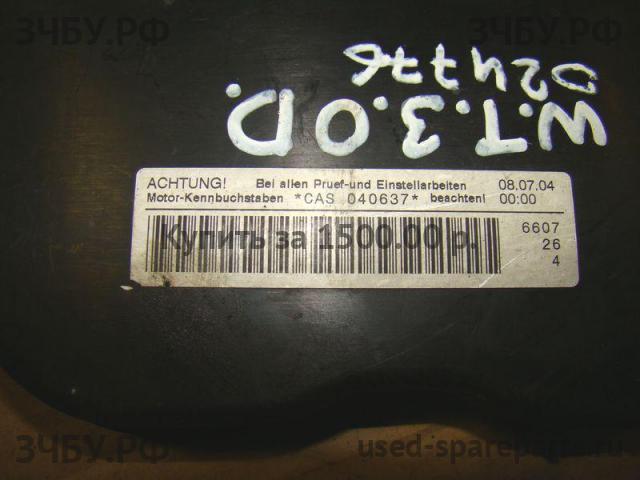 ЗЧБУ.РФ
ЗЧБУ.РФ
024776
W.T.3.0D.
ACHTUNG! Bei allen Pruef-und Einstellarbeiten 08.07.04
Motor-Kennbuchstaben *CAS 040637* beachten! 00:00
Купить за 1500.00 р.
6607
26
4
ЗЧБУ.РФ
used-spareparts.ru